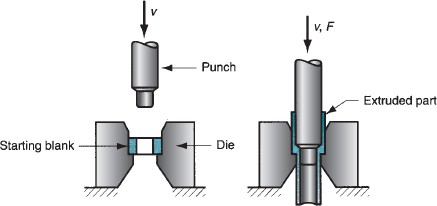 v
Punch
Starting blank
Die
v, F
Extruded part